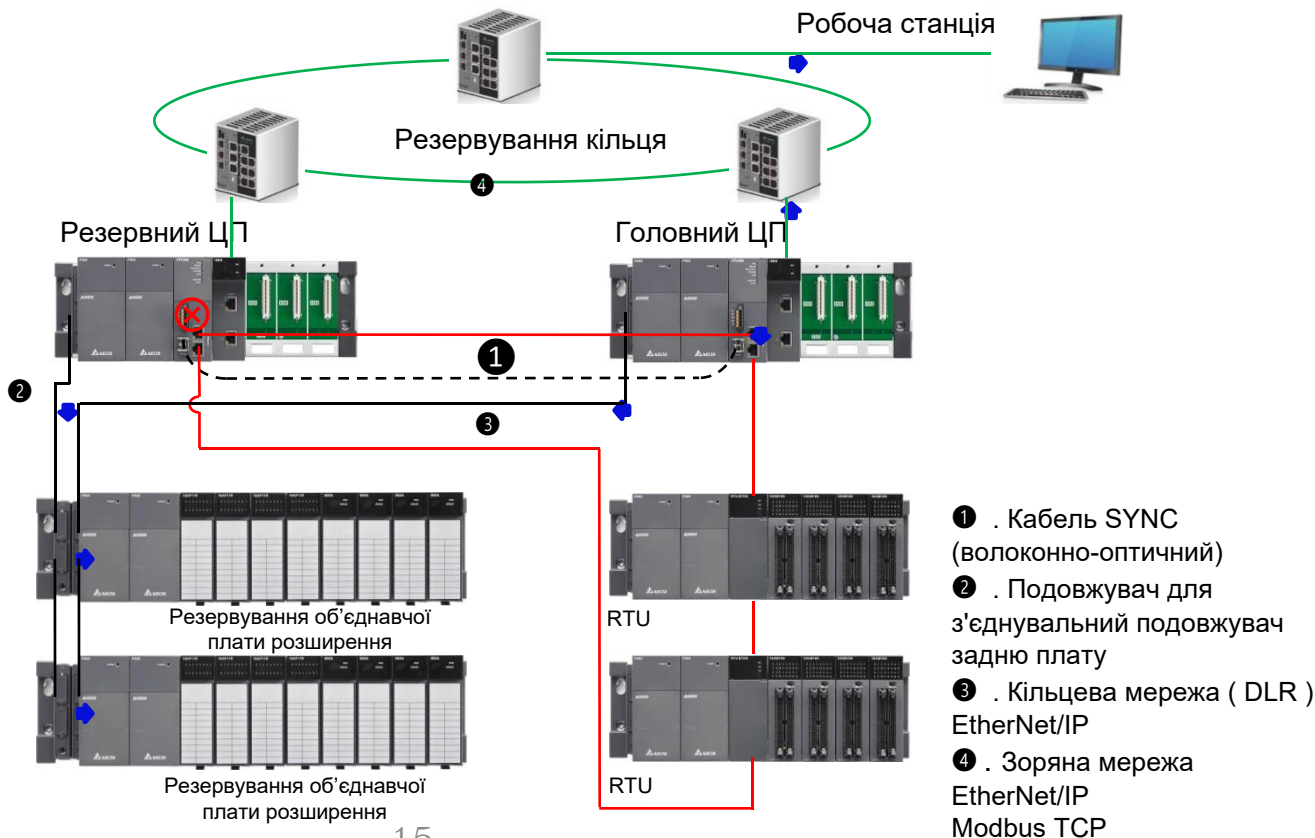 Робоча станція
Резервування кільця
❹
Резервний ЦП
Головний ЦП
❶
❷
❸
Резервування об’єднавчої
плати розширення
RTU
Резервування об’єднавчої
плати розширення
RTU
❶ . Кабель SYNC
(волоконно-оптичний)
❷ . Подовжувач для
з'єднувальний подовжувач
задню плату
❸ . Кільцева мережа ( DLR )
EtherNet/IP
❹ . Зоряна мережа
EtherNet/IP
Modbus TCP
15